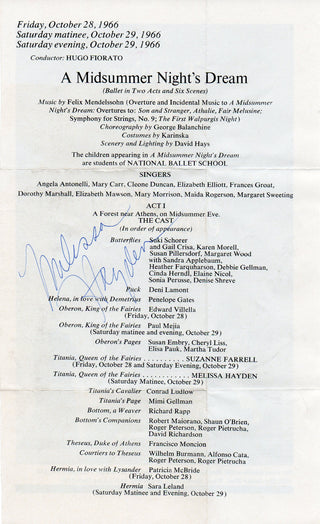 Friday, October 28, 1966
Saturday matinee, October 29, 1966
Saturday evening, October 29, 1966
Conductor: HUGO FIORATO
A Midsummer Night's Dream
(Ballet in Two Acts and Six Scenes)
Music by Felix Mendelssohn (Overture and Incidental Music to A Midsummer
Night's Dream: Overtures to: Son and Stranger, Athalie, Fair Melusine;
Symphony for Strings, No. 9; The First Walpurgis Night)
Choreography by George Balanchine
Costumes by Karinska
Scenery and Lighting by David Hays
The children appearing in A Midsummer Night's Dream
are students of NATIONAL BALLET SCHOOL
SINGERS
Angela Antonelli, Mary Carr, Cleone Duncan, Elizabeth Elliott, Frances Groat,
Dorothy Marshall, Elizabeth Mawson, Mary Morrison, Maida Rogerson, Margaret Sweeting
ACT I
A Forest near Athens, on Midsummer Eve.
THE CAST
(In order of appearance)
Butterflies Suki Schorer
and Gail Crisa, Karen Morell,
Susan Pillersdorf, Margaret Wood
with Sandra Applebaum,
Heather Farquharson, Debbie Gellman,
Cinda Herndl, Elaine Nicol,
Sonia Perusse, Denise Shreve
Melissa
Hayden
Puck Deni Lamont
Helena, in love with Demetrius Penelope Gates
Oberon, King of the Fairies Edward Villella
(Friday, October 28)
Oberon, King of the Fairies Paul Mejia
(Saturday matinee and evening, October 29)
Oberon's Pages Susan Embry, Cheryl Liss,
Elisa Pauk, Martha Tudor
Titania, Queen of the Fairies .......... SUZANNE FARRELL
(Friday, October 28 and Saturday Evening, October 29)
Titania, Queen of the Fairies .......... MELISSA HAYDEN
(Saturday Matinee, October 29)
Titania's Cavalier Conrad Ludlow
Titania's Page Mimi Gellman
Bottom, a Weaver Richard Rapp
Bottom's Companions Robert Maiorano, Shaun O'Brien,
Roger Peterson, Roger Pietrucha,
David Richardson
Theseus, Duke of Athens Francisco Moncion
Courtiers to Theseus Wilhelm Burmann, Alfonso Cata,
Roger Peterson, Roger Pietrucha
Hermia, in love with Lysander Patricia McBride
(Friday, October 28)
Hermia Sara Leland
(Saturday Matinee and Evening, October 29)